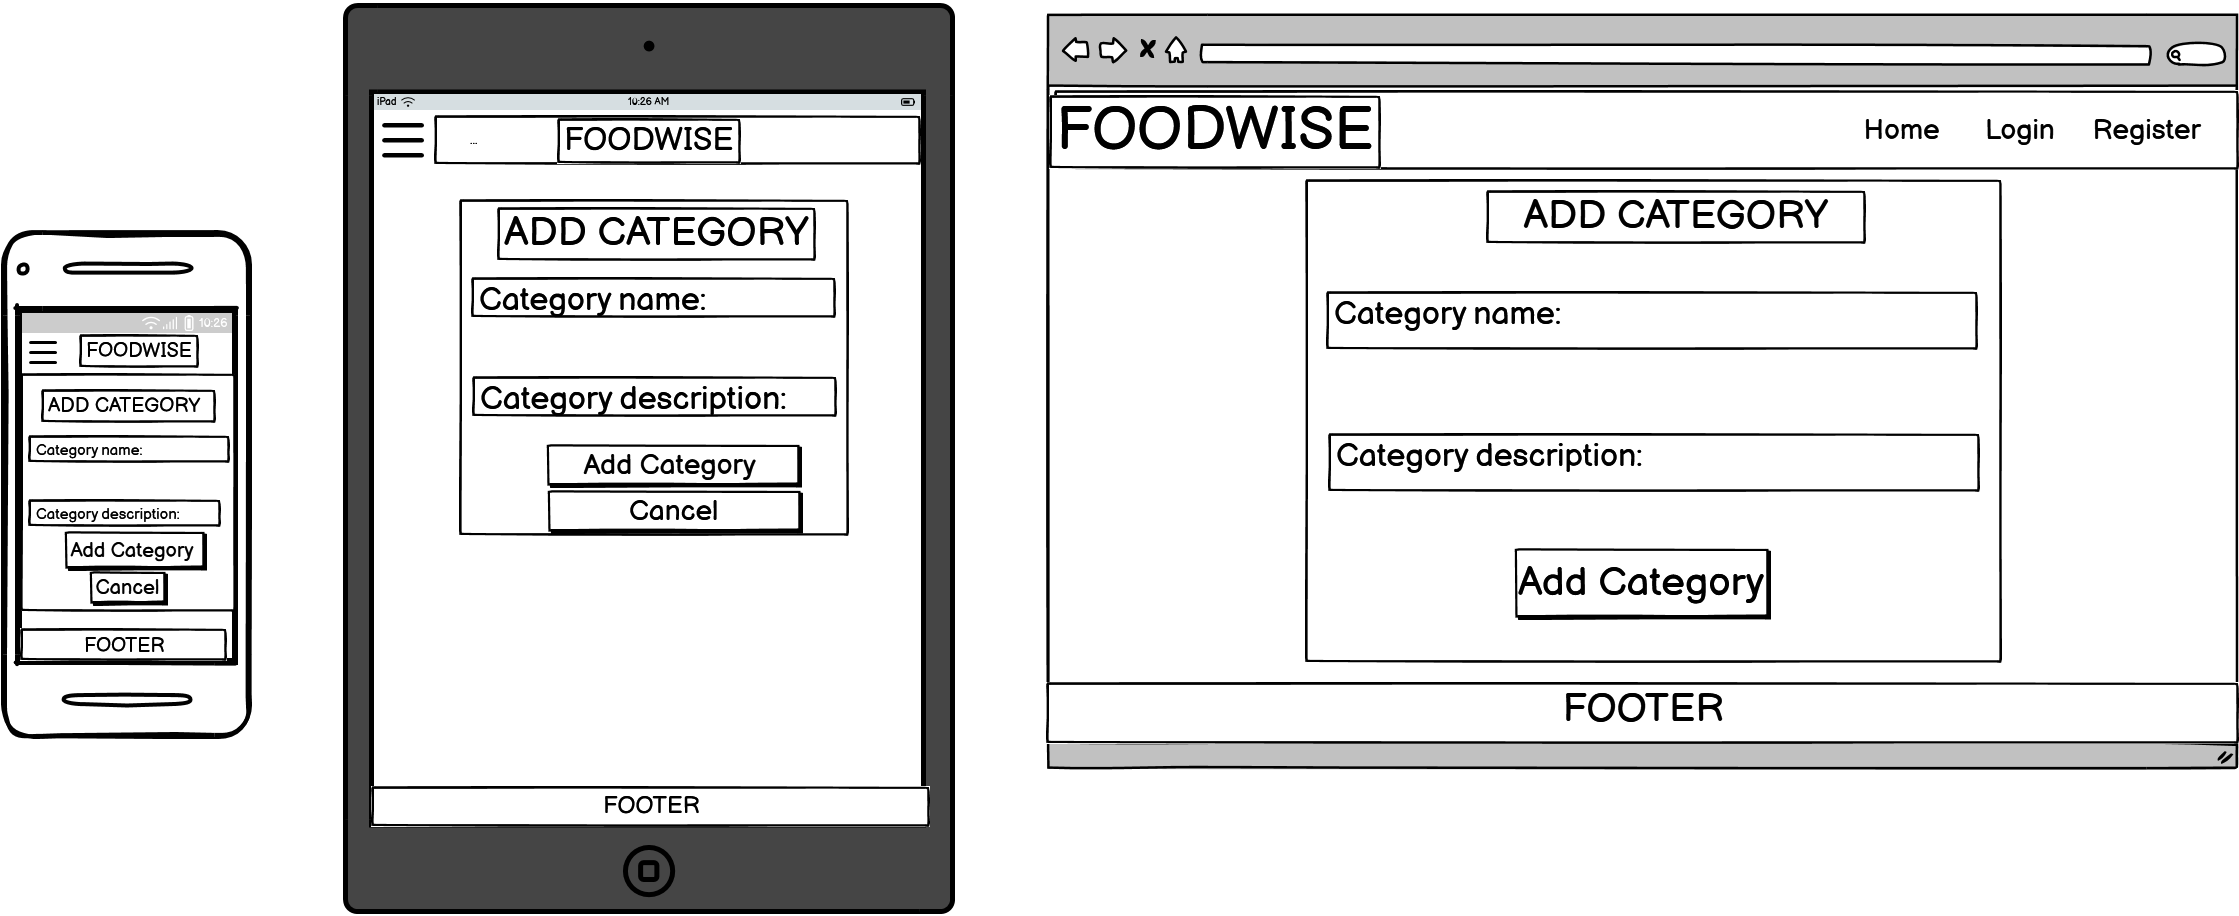 10:26
FOODWISE
ADD CATEGORY
Category name:
Category description:
Add Category
Cancel
FOOTER
iPad
10:26 AM
...
FOODWISE
ADD CATEGORY
Category name:
Category description:
Add Category
Cancel
FOOTER
FOODWISE
Home Login Register
ADD CATEGORY
Category name:
Category description:
Add Category
FOOTER